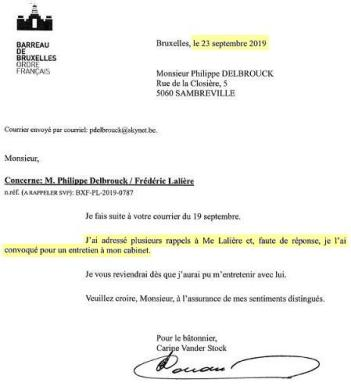 BARREAU
DE
BRUXELLES
ORDRE
FRANÇAIS
Bruxelles, le 23 septembre 2019
Monsieur Philippe DELBROUCK
Rue de la Closière, 5
5060 SAMBREVILLE
Courrier envoyé par courriel: pdelbrouck@skynet.be.
Monsieur,
Concerne: M. Philippe Delbrouck / Frédéric Lalière
n.réf. (A RAPPELER SVP): BXF-PL-2019-0787
Je fais suite à votre courrier du 19 septembre.
J'ai adressé plusieurs rappels à Me Lalière et, faute de réponse, je l'ai
convoqué pour un entretien à mon cabinet.
Je vous reviendrai dès que j'aurai pu m'entretenir avec lui.
Veuillez croire, Monsieur, à l'assurance de mes sentiments distingués.
Pour le bâtonnier,
Carine Vander Stock